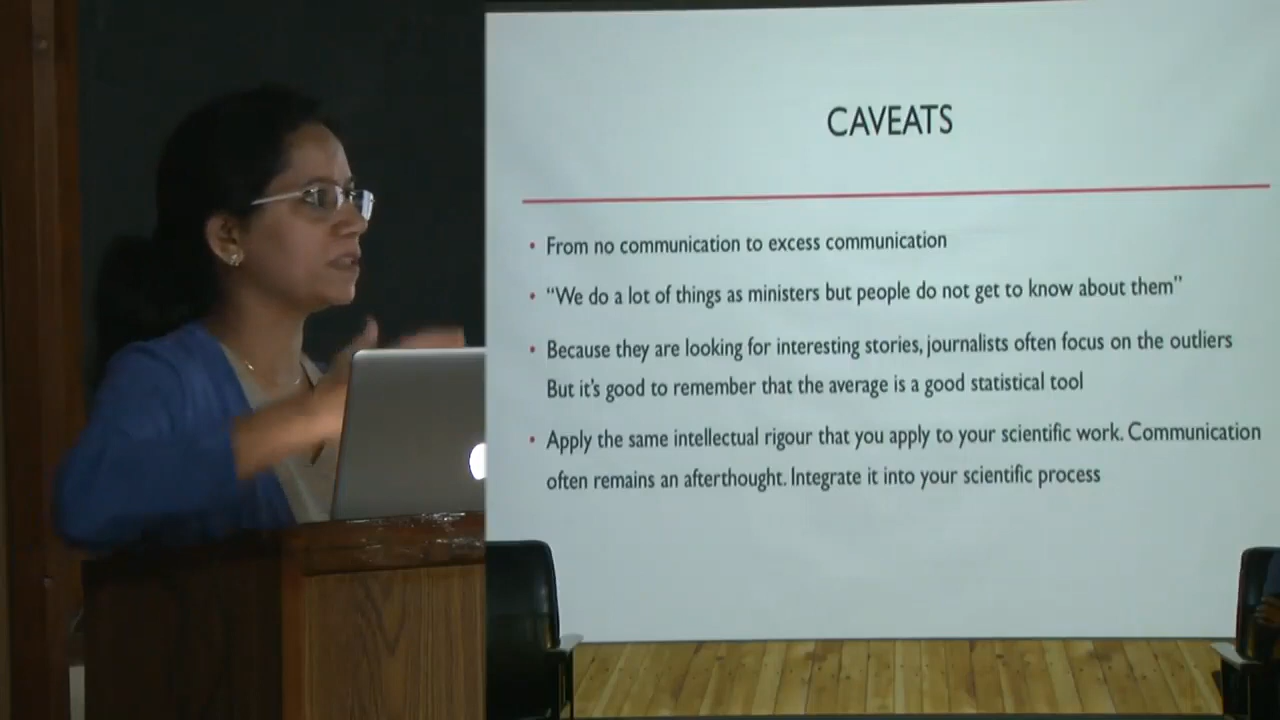 CAVEATS
• From no communication to excess communication
• “We do a lot of things as ministers but people do not get to know about them”
• Because they are looking for interesting stories, journalists often focus on the outliers
But it’s good to remember that the average is a good statistical tool
• Apply the same intellectual rigour that you apply to your scientific work. Communication
often remains an afterthought. Integrate it into your scientific process